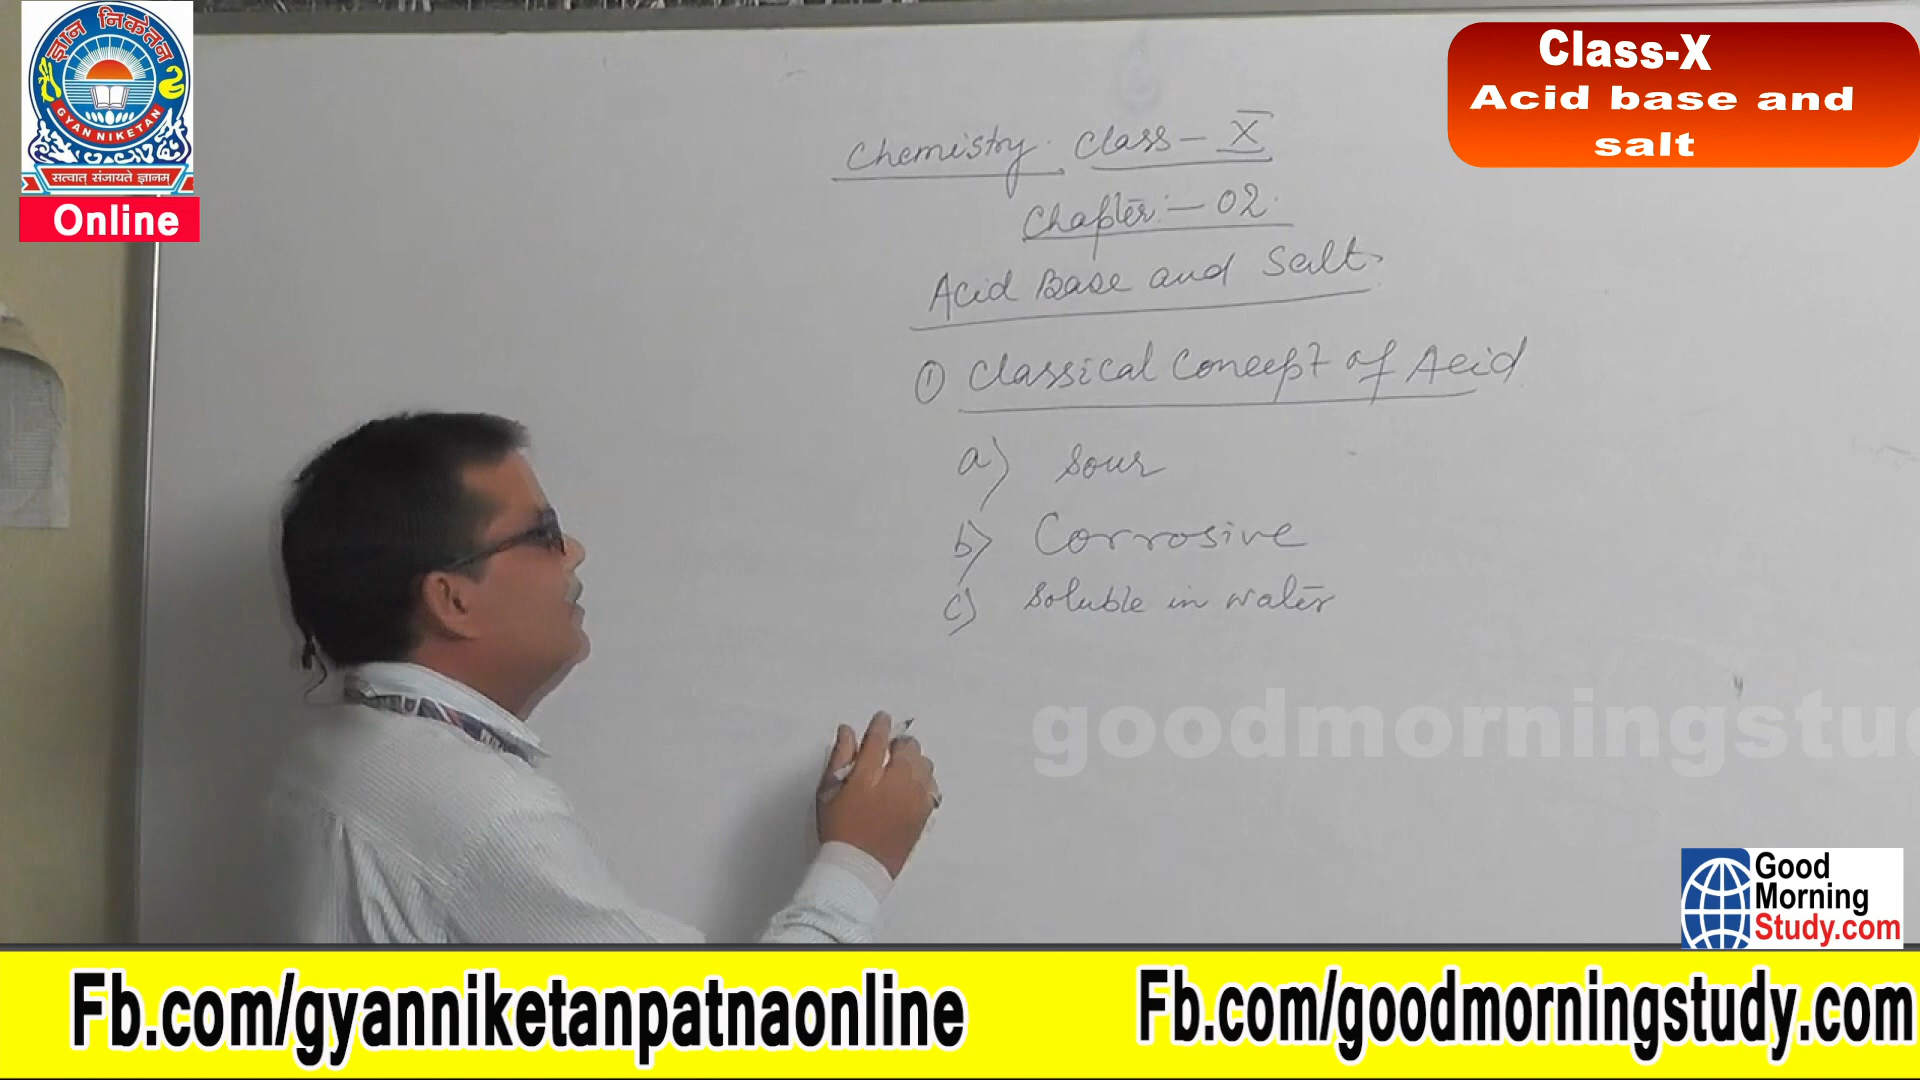 ज्ञान निकेतन
GYAN NIKETAN
सत्वात् संजायते ज्ञानम्
Online
Class-X
Acid base and
salt
Chemistry. Class - X
Chapter:- 02.
Acid Base and Salt.
① Classical Concept of Acid
a) Sour
b) Corrosive
c) Soluble in water
goodmorningstu
Good
Morning
Study.com
Fb.com/gyanniketanpatnaonline
Fb.com/goodmorningstudy.com